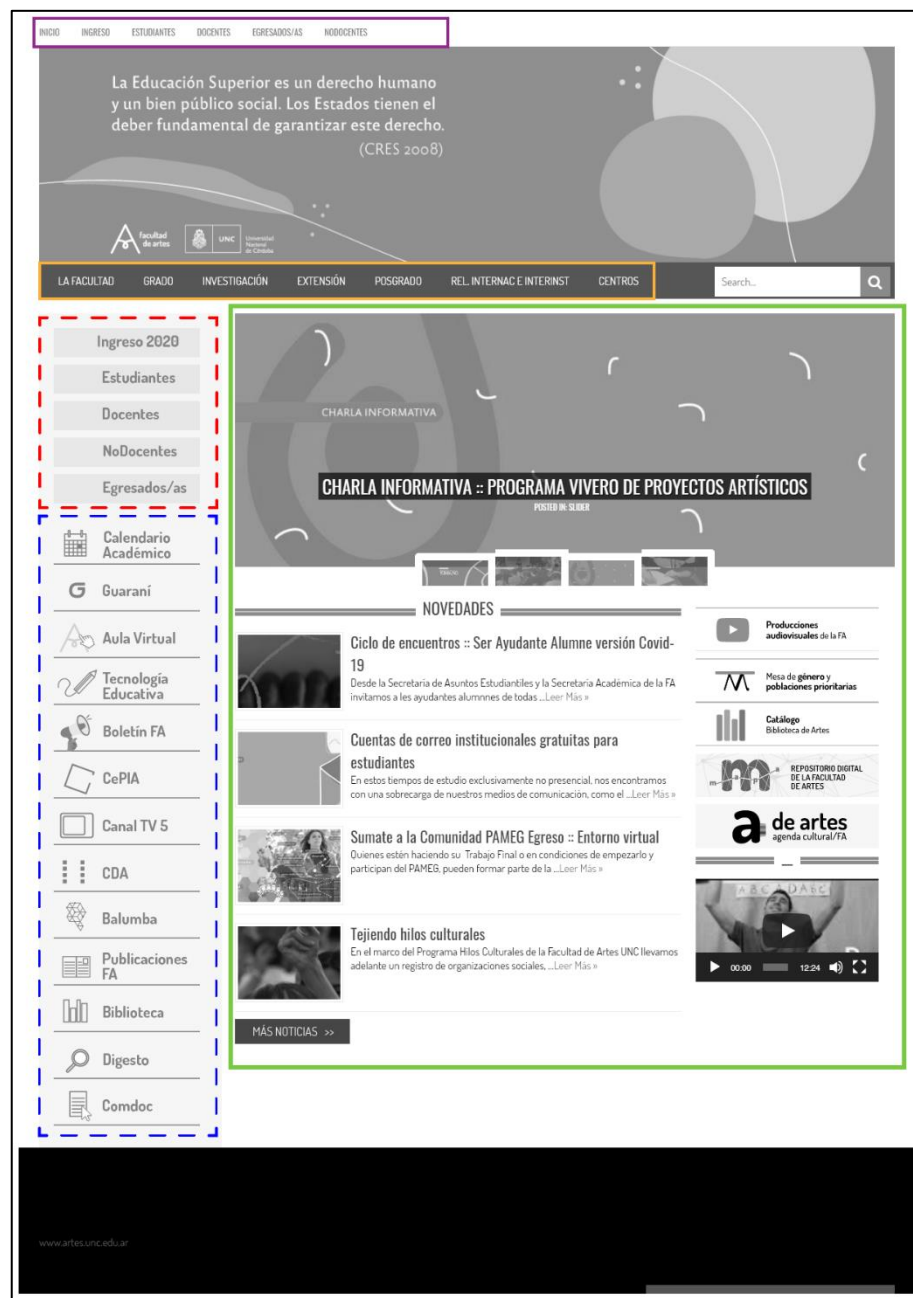 INICIO INGRESO ESTUDIANTES DOCENTES EGRESADOS/AS NODOCENTES
La Educación Superior es un derecho humano
y un bien público social. Los Estados tienen el
deber fundamental de garantizar este derecho.
(CRES 2008)
facultad
de artes
UNC
Universidad
Nacional
de Córdoba
LA FACULTAD GRADO INVESTIGACIÓN EXTENSIÓN POSGRADO REL. INTERNAC E INTERINST CENTROS
Search...
Ingreso 2020
Estudiantes
Docentes
NoDocentes
Egresados/as
Calendario
Académico
Guaraní
Aula Virtual
Tecnología
Educativa
Boletín FA
CePIA
Canal TV 5
CDA
Balumba
Publicaciones
FA
Biblioteca
Digesto
Comdoc
CHARLA INFORMATIVA
CHARLA INFORMATIVA :: PROGRAMA VIVERO DE PROYECTOS ARTÍSTICOS
POSTED IN: SLIDER
NOVEDADES
Ciclo de encuentros :: Ser Ayudante Alumne versión Covid-
19
Desde la Secretaría de Asuntos Estudiantiles y la Secretaría Académica de la FA
invitamos a les ayudantes alumnnes de todas ...Leer Más »
Cuentas de correo institucionales gratuitas para
estudiantes
En estos tiempos de estudio exclusivamente no presencial, nos encontramos
con una sobrecarga de nuestros medios de comunicación, como el ...Leer Más »
Sumate a la Comunidad PAMEG Egreso :: Entorno virtual
Quienes estén haciendo su Trabajo Final o en condiciones de empezarlo y
participan del PAMEG, pueden formar parte de la ...Leer Más »
Tejiendo hilos culturales
En el marco del Programa Hilos Culturales de la Facultad de Artes UNC llevamos
adelante un registro de organizaciones sociales, ...Leer Más »
MÁS NOTICIAS >>
Producciones
audiovisuales de la FA
Mesa de género y
poblaciones prioritarias
Catálogo
Biblioteca de Artes
REPOSITORIO DIGITAL
DE LA FACULTAD
DE ARTES
a de artes
agenda cultural/FA
00:00 12:24
www.artes.unc.edu.ar